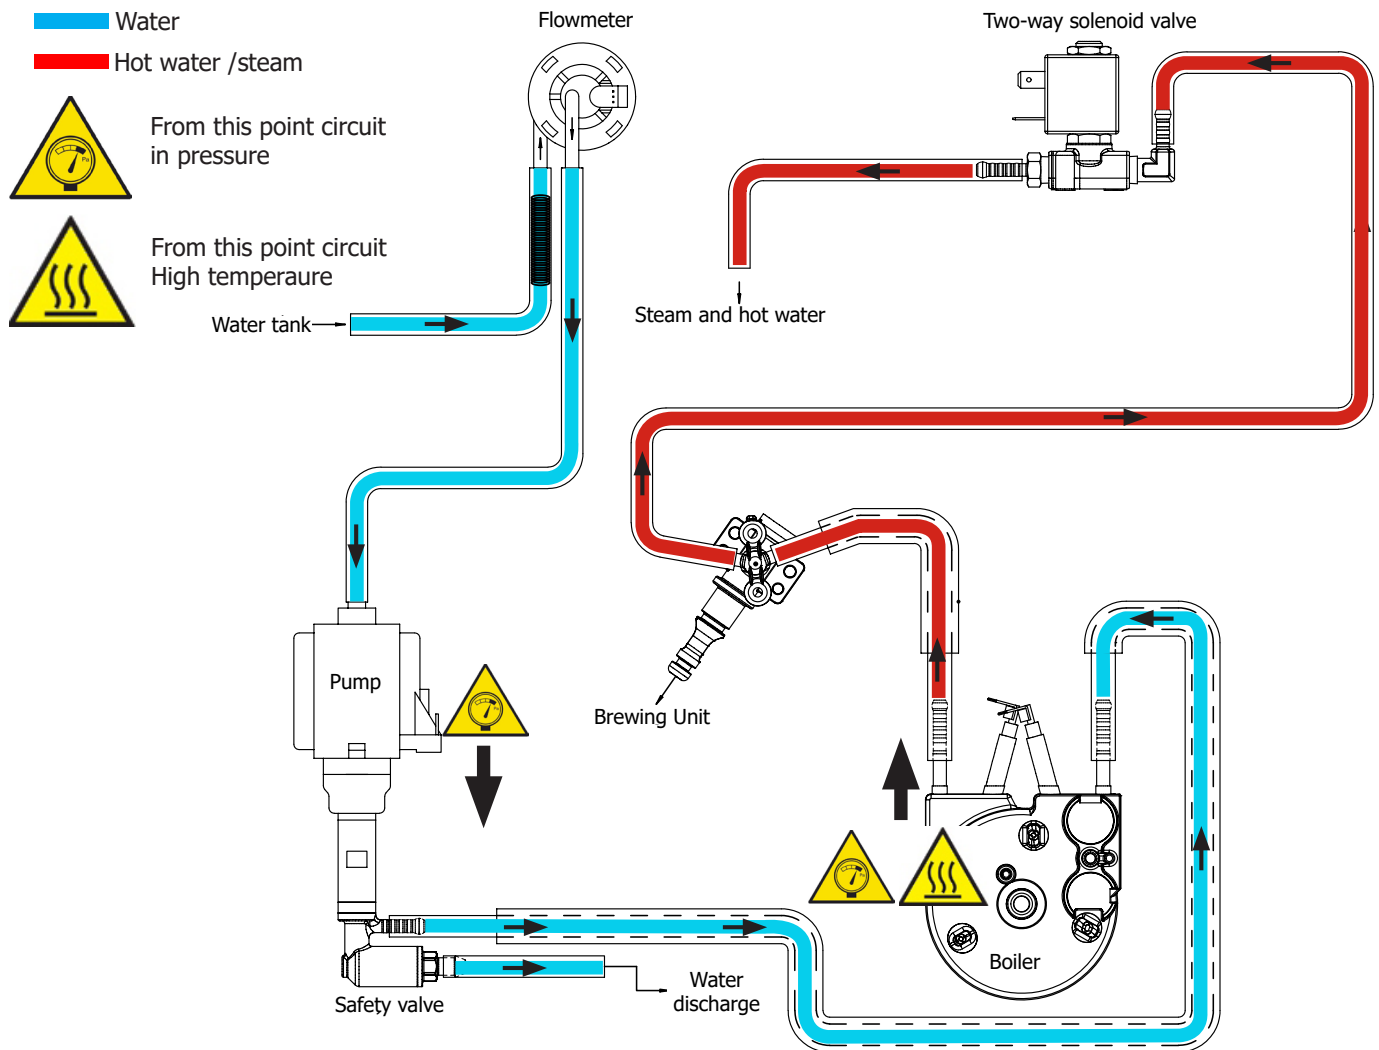 Water
Hot water /steam
From this point circuit
in pressure
From this point circuit
High temperaure
Flowmeter
Two-way solenoid valve
Water tank
Steam and hot water
Pump
Brewing Unit
Boiler
Safety valve
Water
discharge